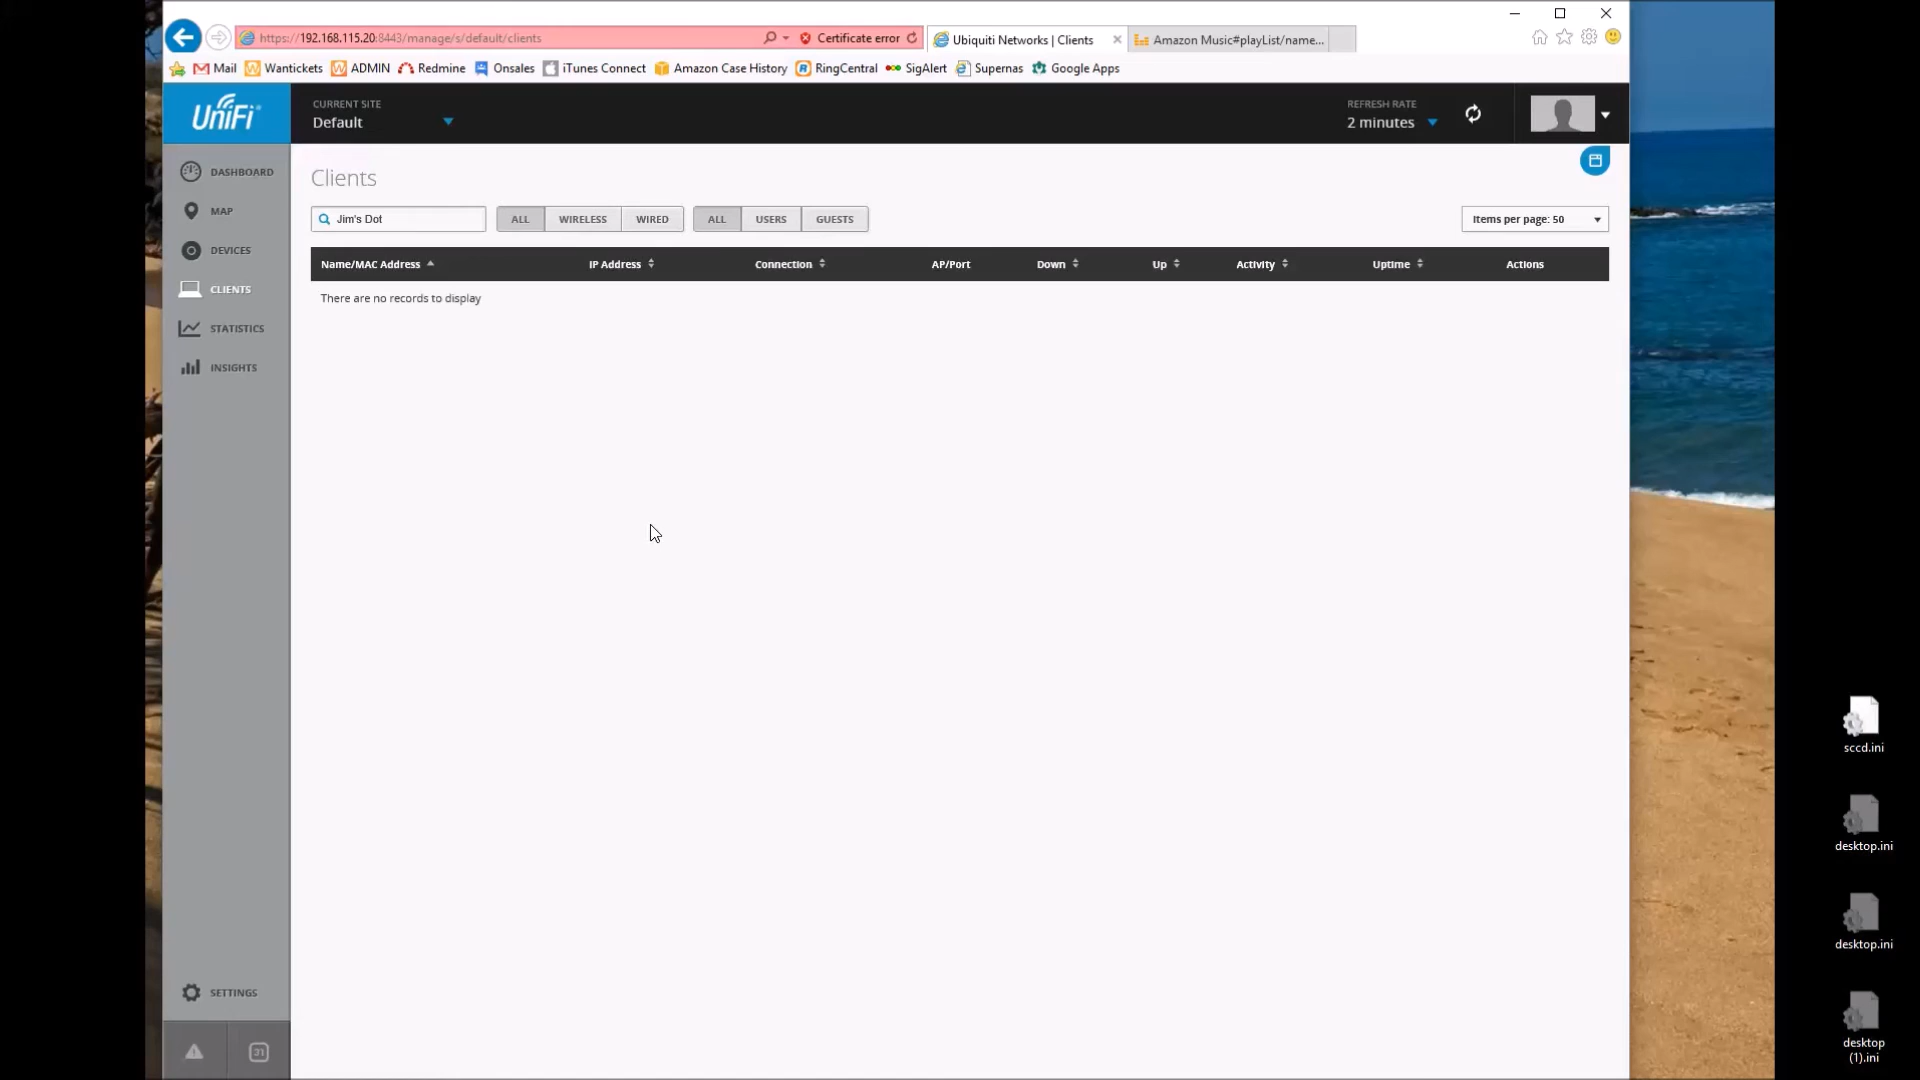 https://192.168.115.20:8443/manage/s/default/clients
Certificate error
Ubiquiti Networks | Clients
Amazon Music#playList/name...
Mail
Wantickets
ADMIN
Redmine
Onsales
iTunes Connect
Amazon Case History
RingCentral
SigAlert
Supernas
Google Apps
UniFi
CURRENT SITE
Default
REFRESH RATE
2 minutes
DASHBOARD
MAP
DEVICES
CLIENTS
STATISTICS
INSIGHTS
SETTINGS
31
Clients
Jim's Dot
ALL
WIRELESS
WIRED
ALL
USERS
GUESTS
Items per page: 50
Name/MAC Address
IP Address
Connection
AP/Port
Down
Up
Activity
Uptime
Actions
There are no records to display
sccd.ini
desktop.ini
desktop.ini
desktop
(1).ini